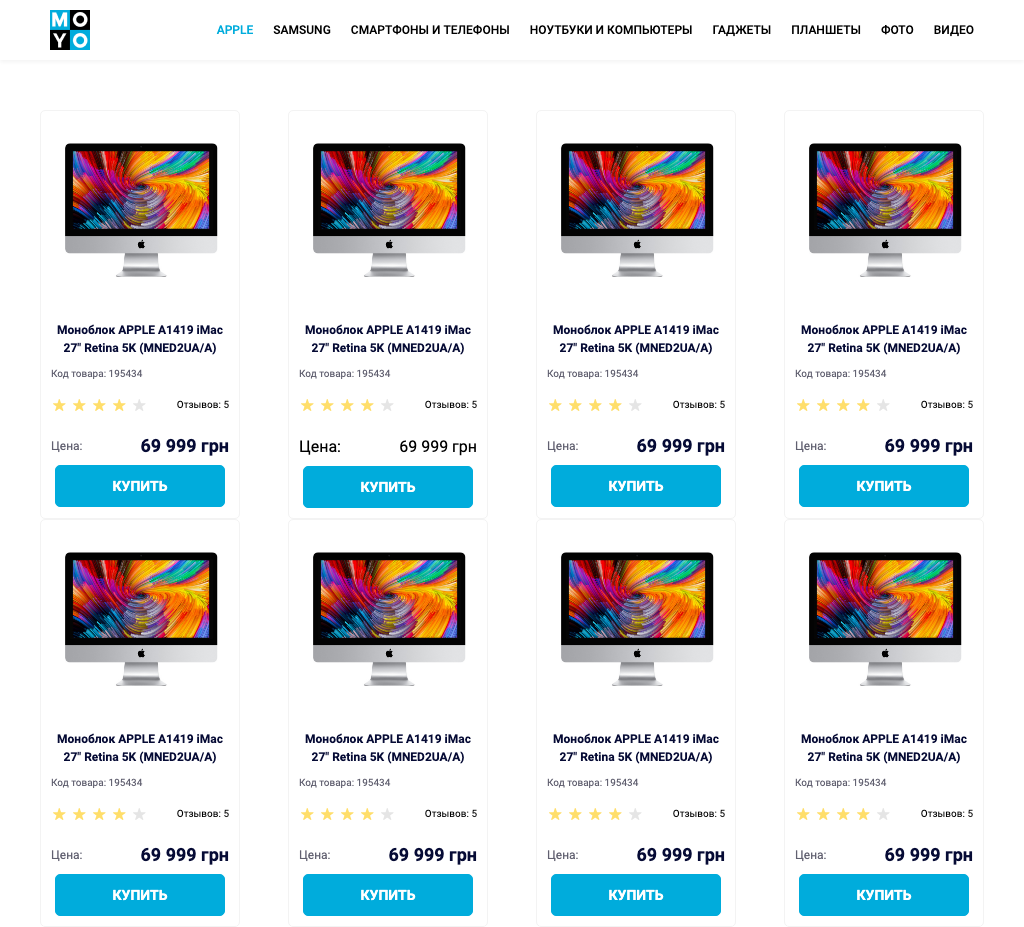 MO
YO
APPLE SAMSUNG СМАРТФОНЫ И ТЕЛЕФОНЫ НОУТБУКИ И КОМПЬЮТЕРЫ ГАДЖЕТЫ ПЛАНШЕТЫ ФОТО ВИДЕО
Моноблок APPLE A1419 iMac
27" Retina 5K (MNED2UA/A)
Код товара: 195434
Отзывов: 5
Цена: 69 999 грн
КУПИТЬ
Моноблок APPLE A1419 iMac
27" Retina 5K (MNED2UA/A)
Код товара: 195434
Отзывов: 5
Цена: 69 999 грн
КУПИТЬ
Моноблок APPLE A1419 iMac
27" Retina 5K (MNED2UA/A)
Код товара: 195434
Отзывов: 5
Цена: 69 999 грн
КУПИТЬ
Моноблок APPLE A1419 iMac
27" Retina 5K (MNED2UA/A)
Код товара: 195434
Отзывов: 5
Цена: 69 999 грн
КУПИТЬ
Моноблок APPLE A1419 iMac
27" Retina 5K (MNED2UA/A)
Код товара: 195434
Отзывов: 5
Цена: 69 999 грн
КУПИТЬ
Моноблок APPLE A1419 iMac
27" Retina 5K (MNED2UA/A)
Код товара: 195434
Отзывов: 5
Цена: 69 999 грн
КУПИТЬ
Моноблок APPLE A1419 iMac
27" Retina 5K (MNED2UA/A)
Код товара: 195434
Отзывов: 5
Цена: 69 999 грн
КУПИТЬ
Моноблок APPLE A1419 iMac
27" Retina 5K (MNED2UA/A)
Код товара: 195434
Отзывов: 5
Цена: 69 999 грн
КУПИТЬ